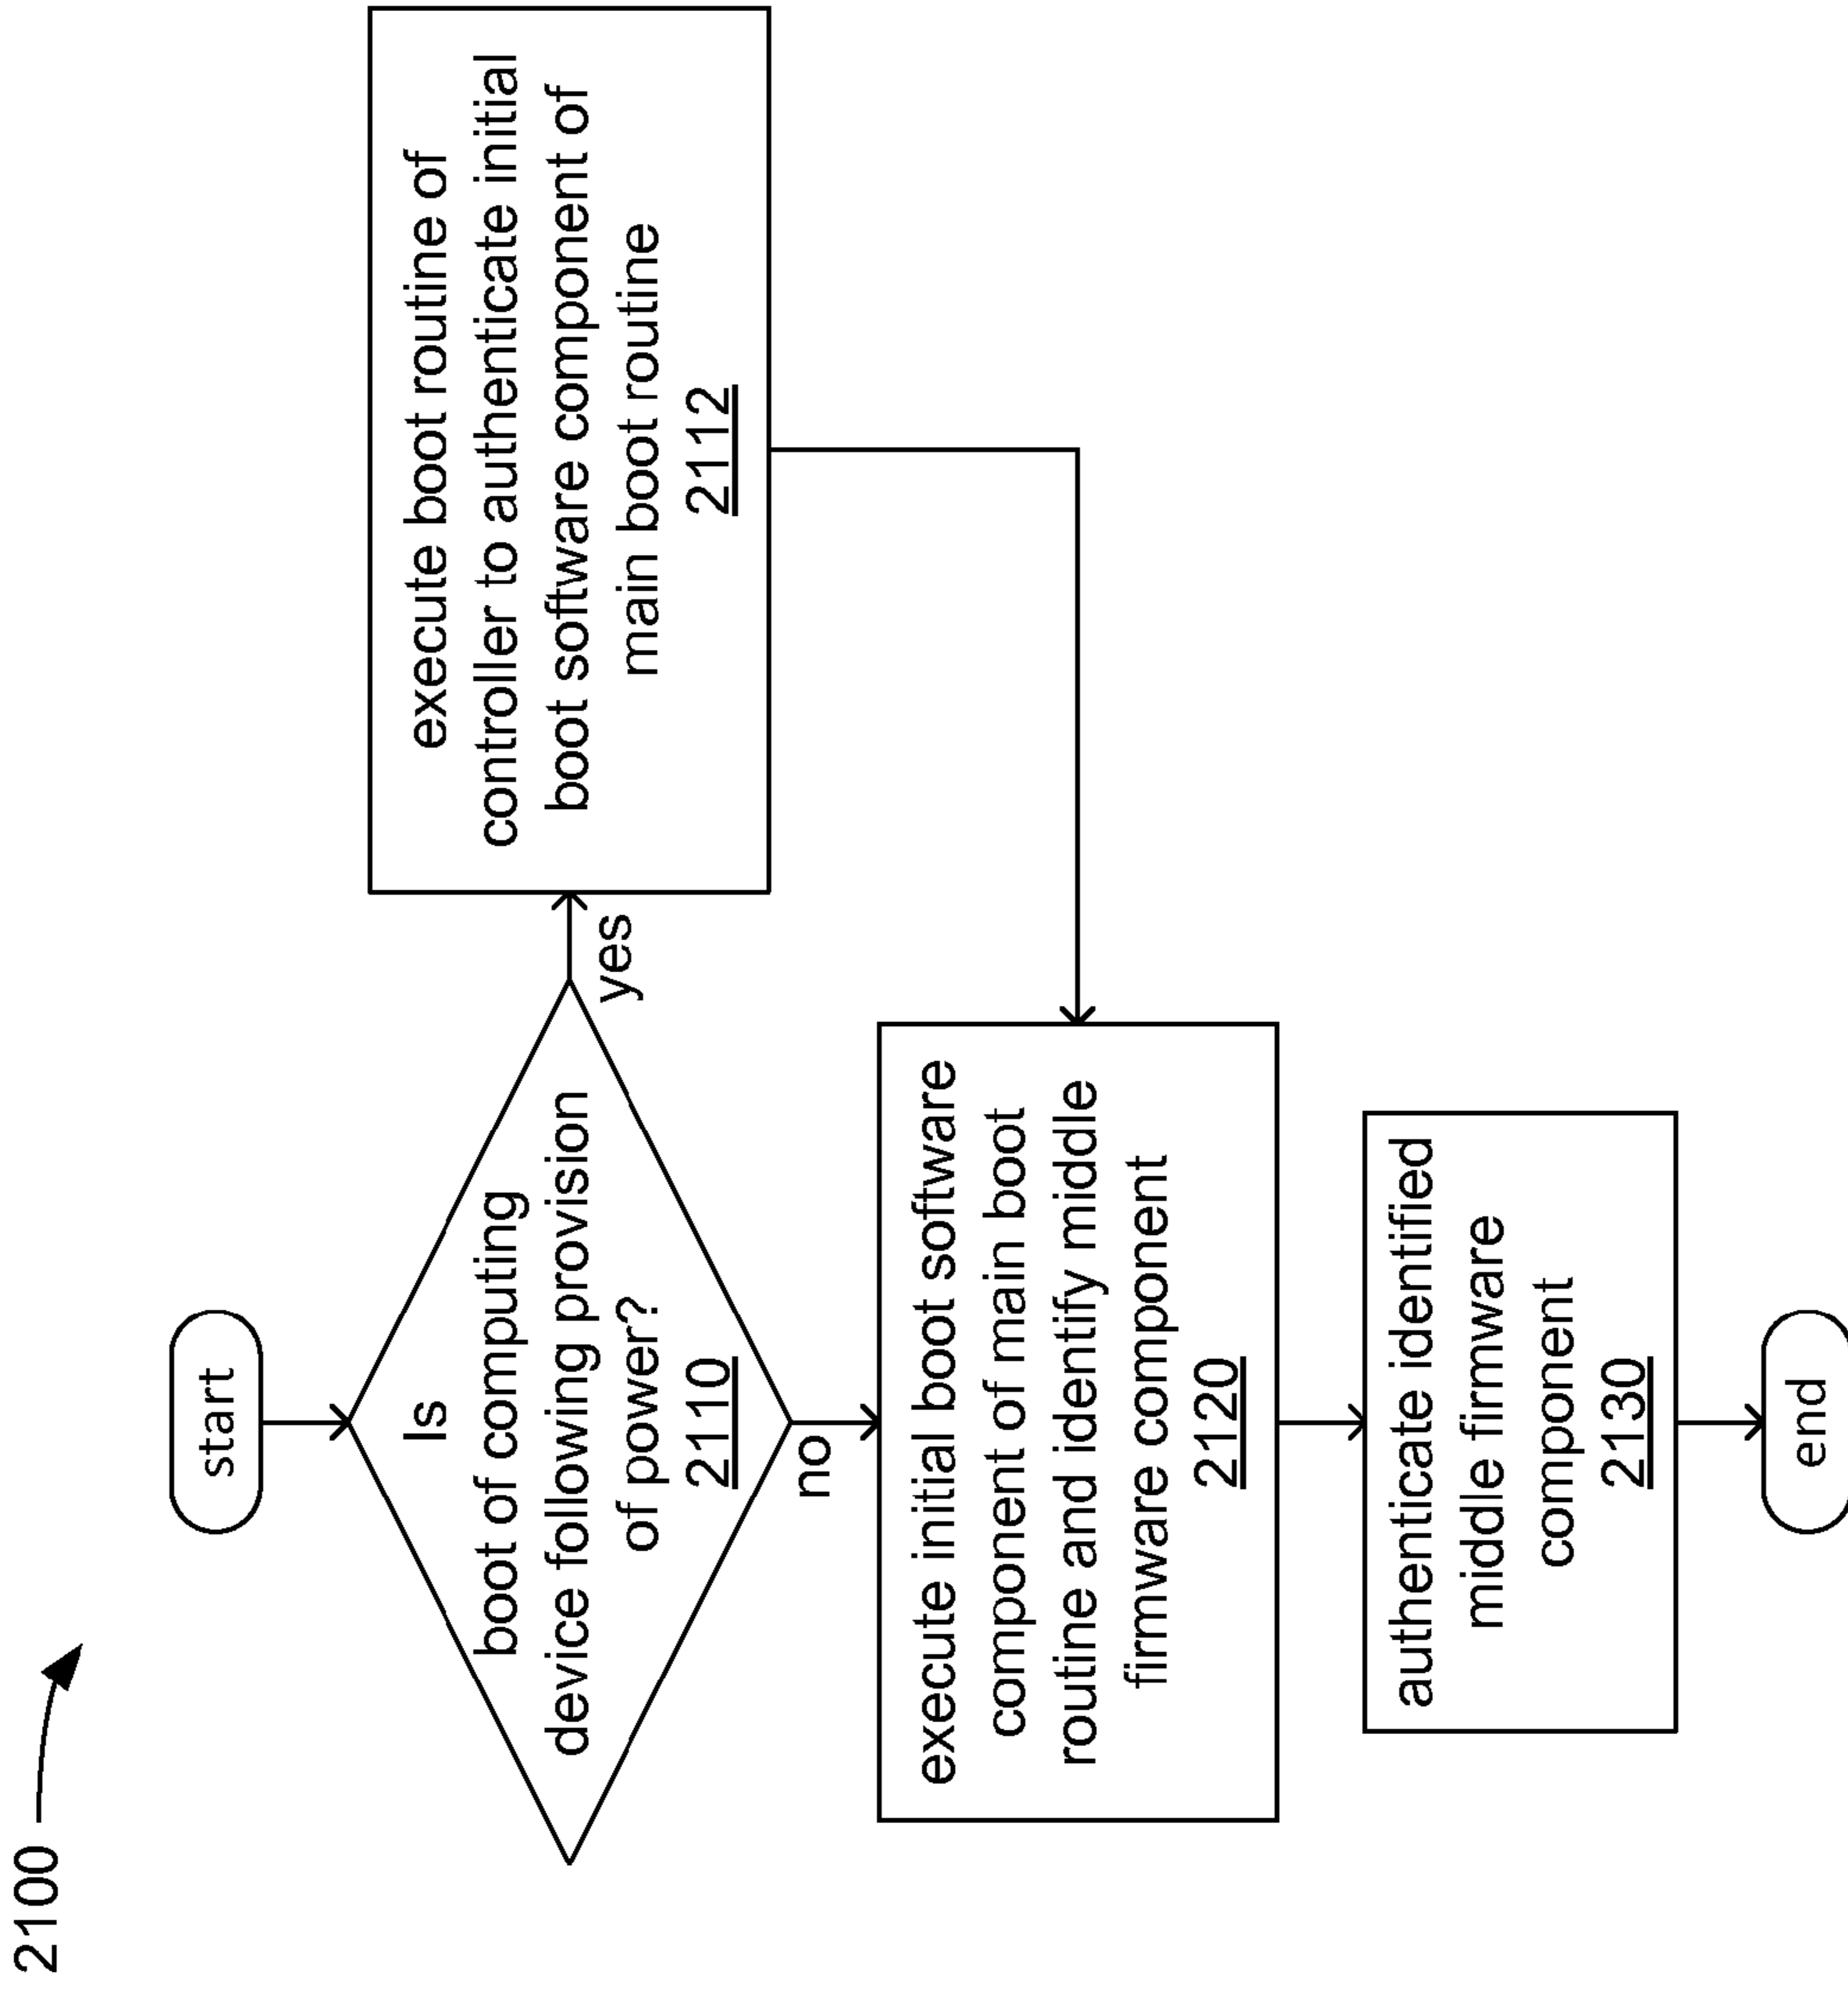 2100
start
Is
boot of computing
device following provision
of power?
2110
yes
no
execute boot routine of
controller to authenticate initial
boot software component of
main boot routine
2112
execute initial boot software
component of main boot
routine and identify middle
firmware component
2120
authenticate identified
middle firmware
component
2130
end